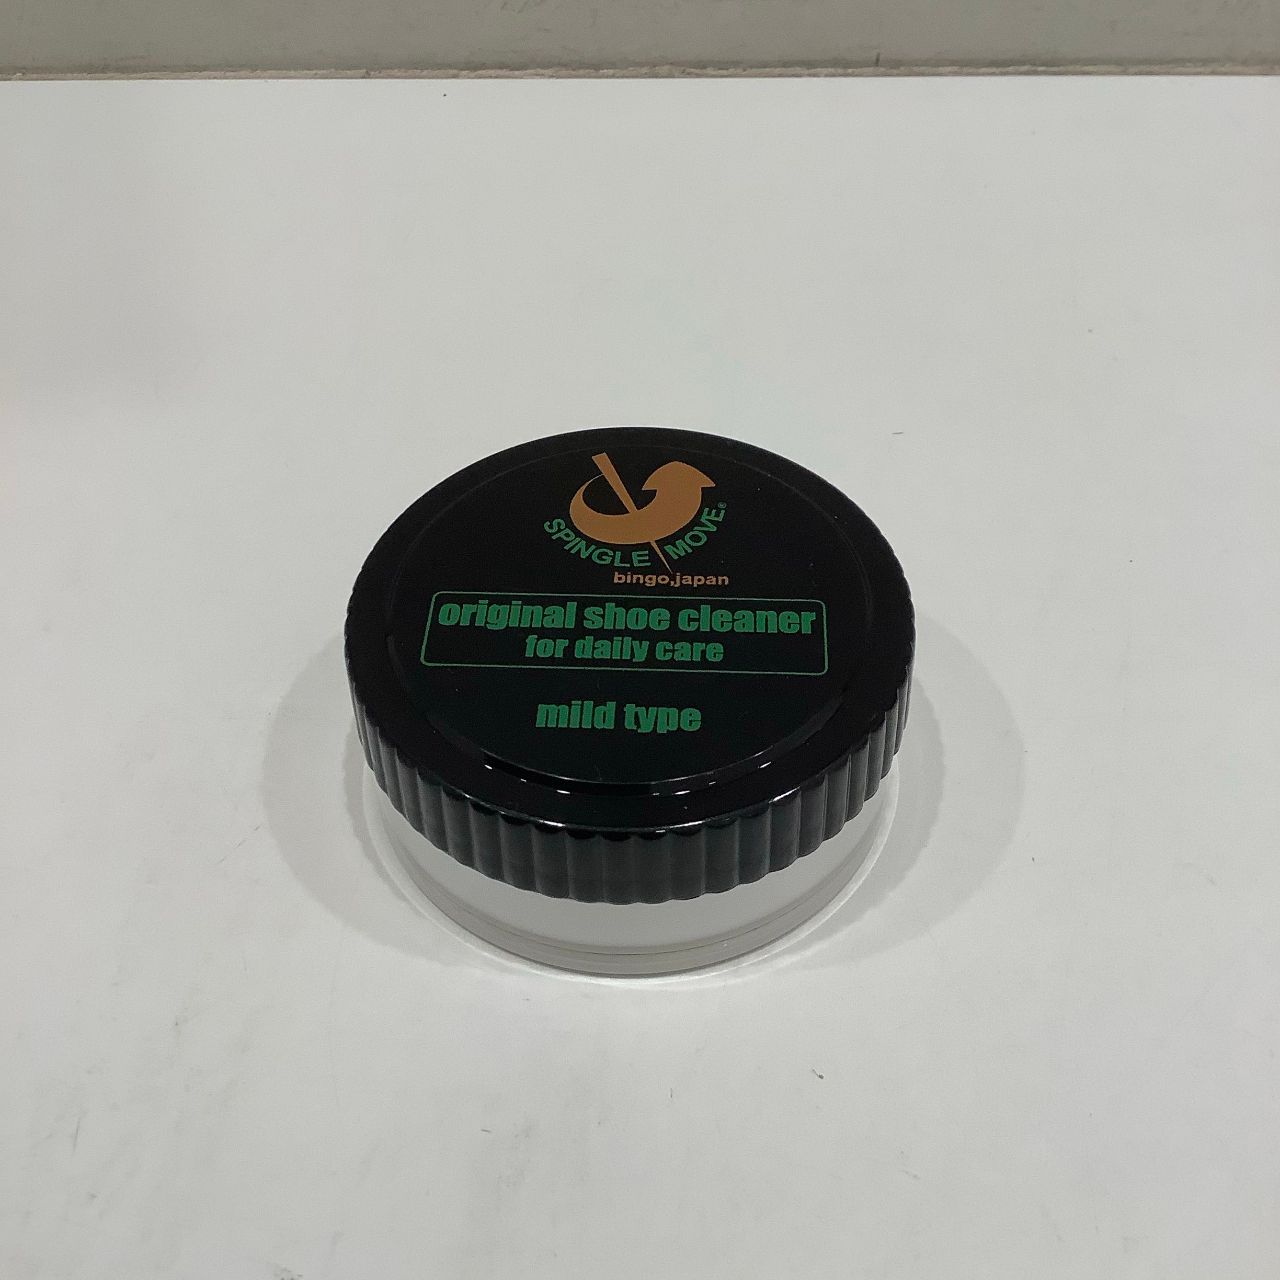 SPINGLE MOVE®
bingo,japan
original shoe cleaner
for daily care
mild type